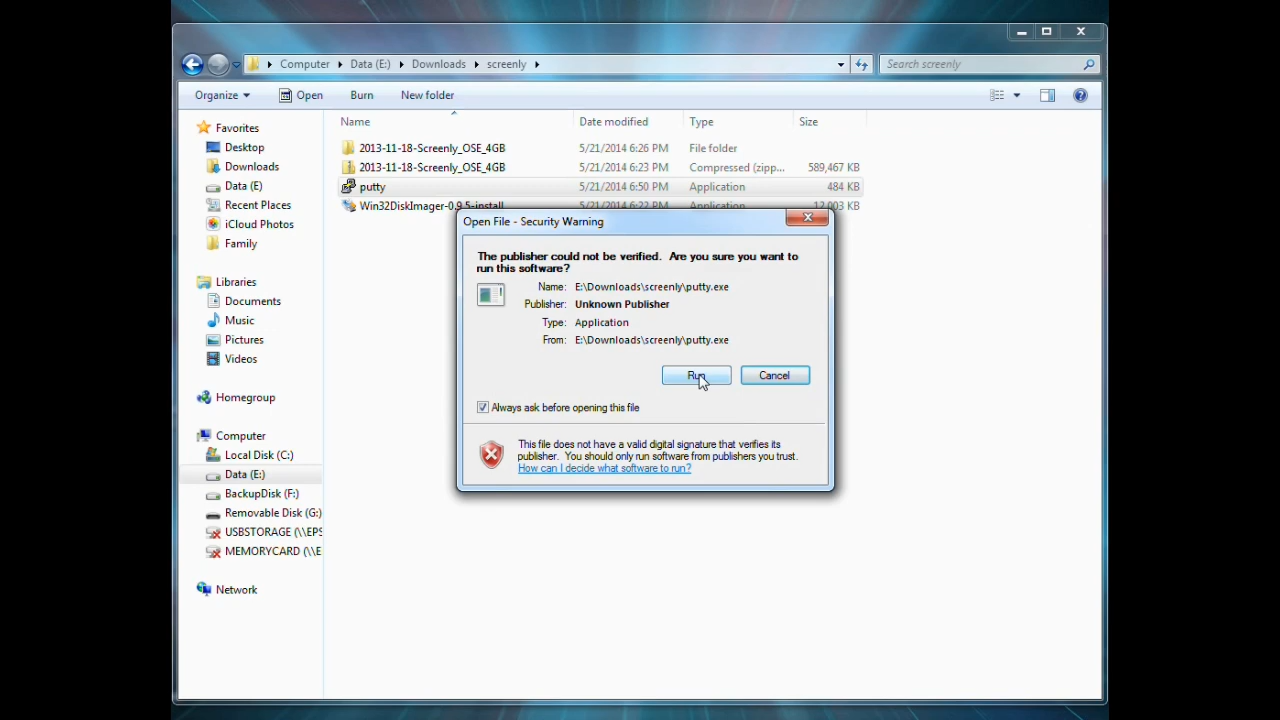 Computer Data (E:) Downloads screenly
Search screenly
Organize Open Burn New folder
Name Date modified Type Size
Favorites
Desktop
Downloads
Data (E)
Recent Places
iCloud Photos
Family
Libraries
Documents
Music
Pictures
Videos
Homegroup
Computer
Local Disk (C:)
Data (E:)
BackupDisk (F:)
Removable Disk (G:)
USBSTORAGE (\\EPS
MEMORYCARD (\\E
Network
2013-11-18-Screenly_OSE_4GB 5/21/2014 6:26 PM File folder
2013-11-18-Screenly_OSE_4GB 5/21/2014 6:23 PM Compressed (zipp... 589,467 KB
putty 5/21/2014 6:50 PM Application 484 KB
Win32DiskImager-0.9.5-install 5/21/2014 6:22 PM Application 12,003 KB
Open File - Security Warning
The publisher could not be verified. Are you sure you want to
run this software?
Name: E:\Downloads\screenly\putty.exe
Publisher: Unknown Publisher
Type: Application
From: E:\Downloads\screenly\putty.exe
Run Cancel
Always ask before opening this file
This file does not have a valid digital signature that verifies its
publisher. You should only run software from publishers you trust.
How can I decide what software to run?